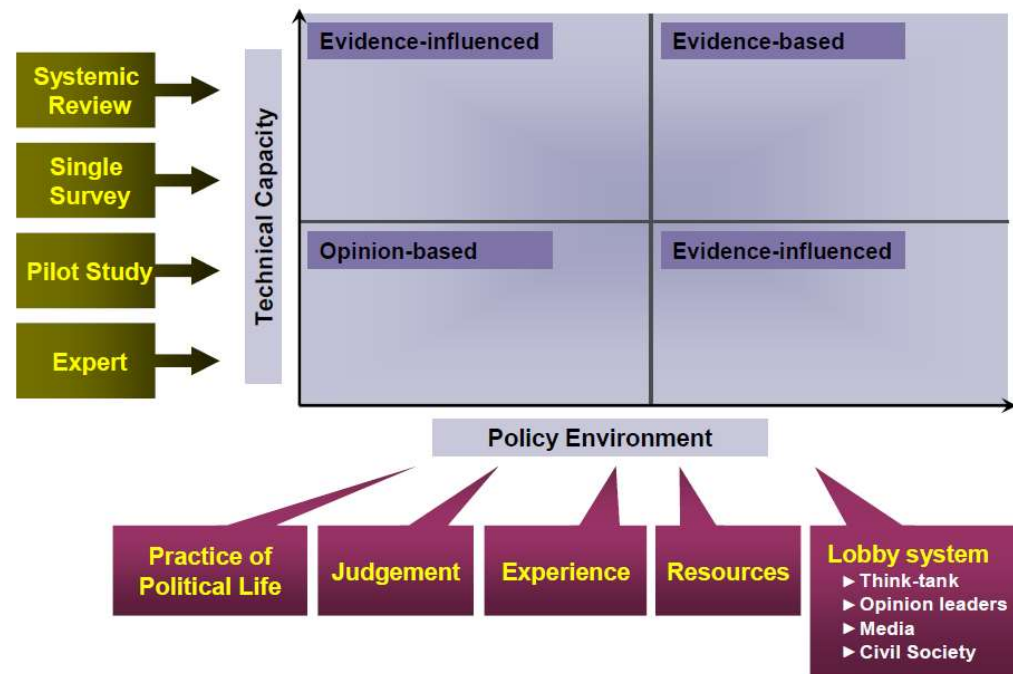 Evidence-influenced
Evidence-based
Systemic
Review
Single
Survey
Pilot Study
Expert
Technical Capacity
Opinion-based
Evidence-influenced
Policy Environment
Practice of
Political Life
Judgement
Experience
Resources
Lobby system
►Think-tank
►Opinion leaders
►Media
►Civil Society